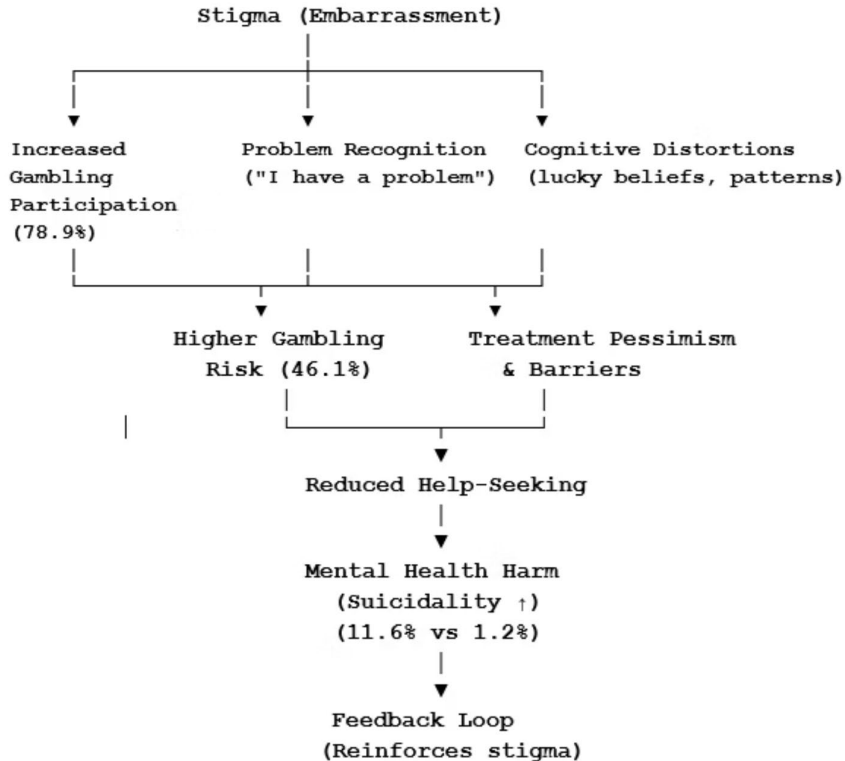 Stigma (Embarrassment)
Increased
Gambling
Participation
(78.9%)
Problem Recognition
("I have a problem")
Cognitive Distortions
(lucky beliefs, patterns)
Higher Gambling
Risk (46.1%)
Treatment Pessimism
& Barriers
Reduced Help-Seeking
Mental Health Harm
(Suicidality ↑)
(11.6% vs 1.2%)
Feedback Loop
(Reinforces stigma)